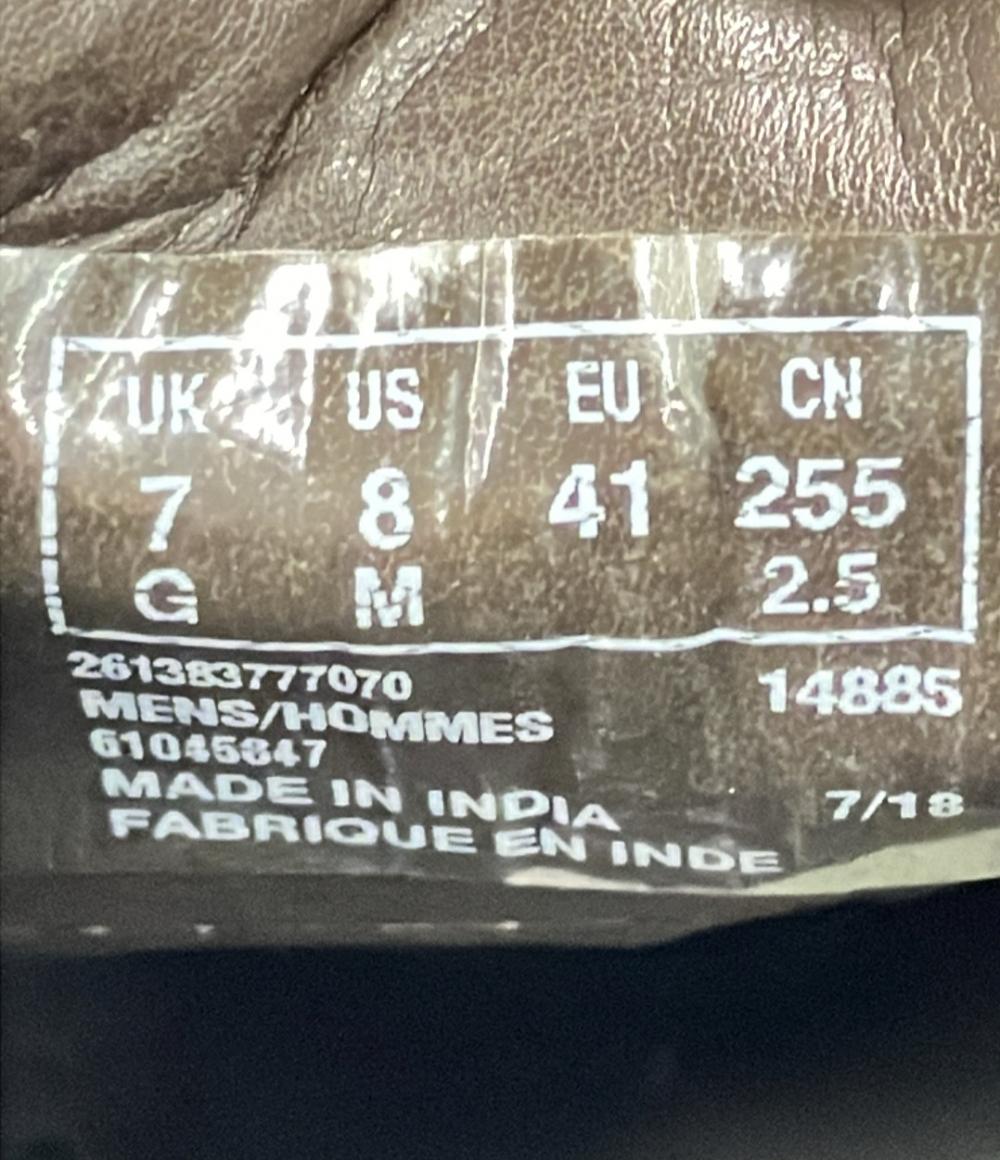 UK US EU CN
7 8 41 255
G M 2.5
261383777070 14885
MENS/HOMMES
61045847
MADE IN INDIA 7/18
FABRIQUE EN INDE